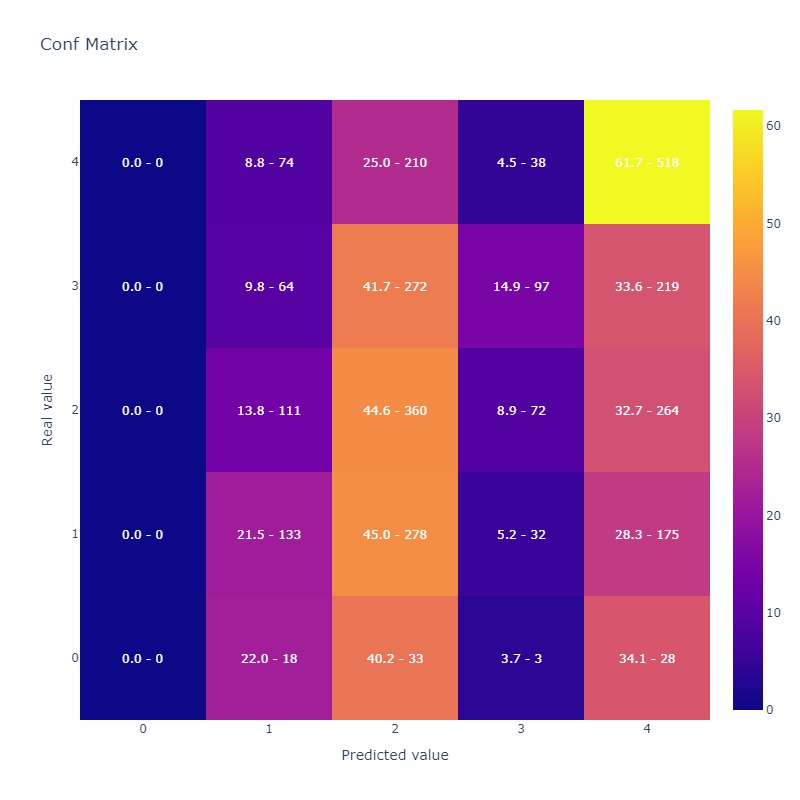 Conf Matrix
4 0.0 - 0 8.8 - 74 25.0 - 210 4.5 - 38 61.7 - 518
3 0.0 - 0 9.8 - 64 41.7 - 272 14.9 - 97 33.6 - 219
2 0.0 - 0 13.8 - 111 44.6 - 360 8.9 - 72 32.7 - 264
1 0.0 - 0 21.5 - 133 45.0 - 278 5.2 - 32 28.3 - 175
0 0.0 - 0 22.0 - 18 40.2 - 33 3.7 - 3 34.1 - 28
0 1 2 3 4
Predicted value
Real value
60
50
40
30
20
10
0